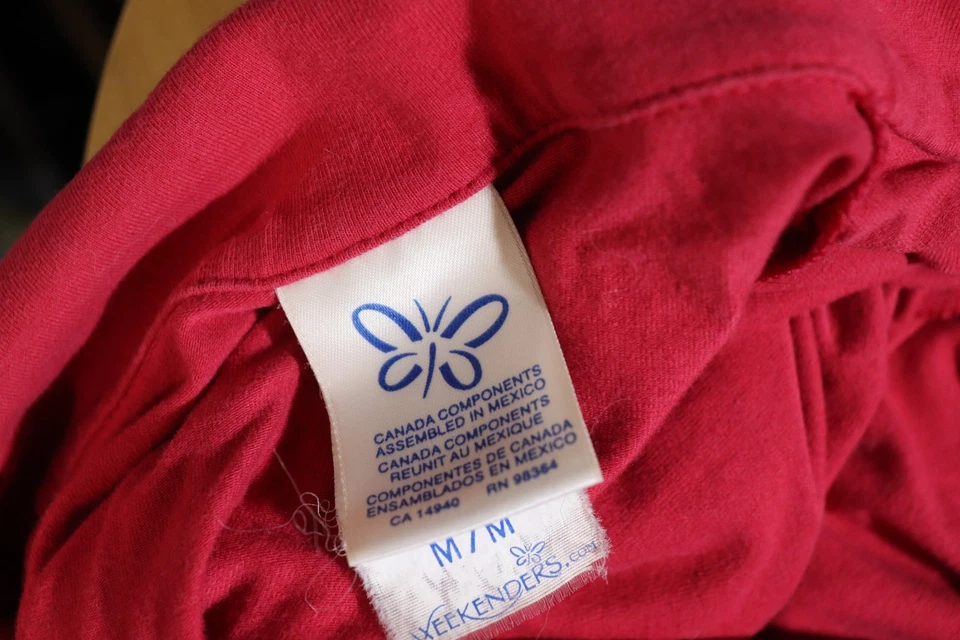 CANADA COMPONENTS
ASSEMBLED IN MEXICO
CANADA COMPONENTS
REUNIT AU MEXIQUE
COMPONENTES DE CANADA
ENSAMBLADOS EN MEXICO
CA 14940 RN 98364
M / M
WEEKENDERS.com